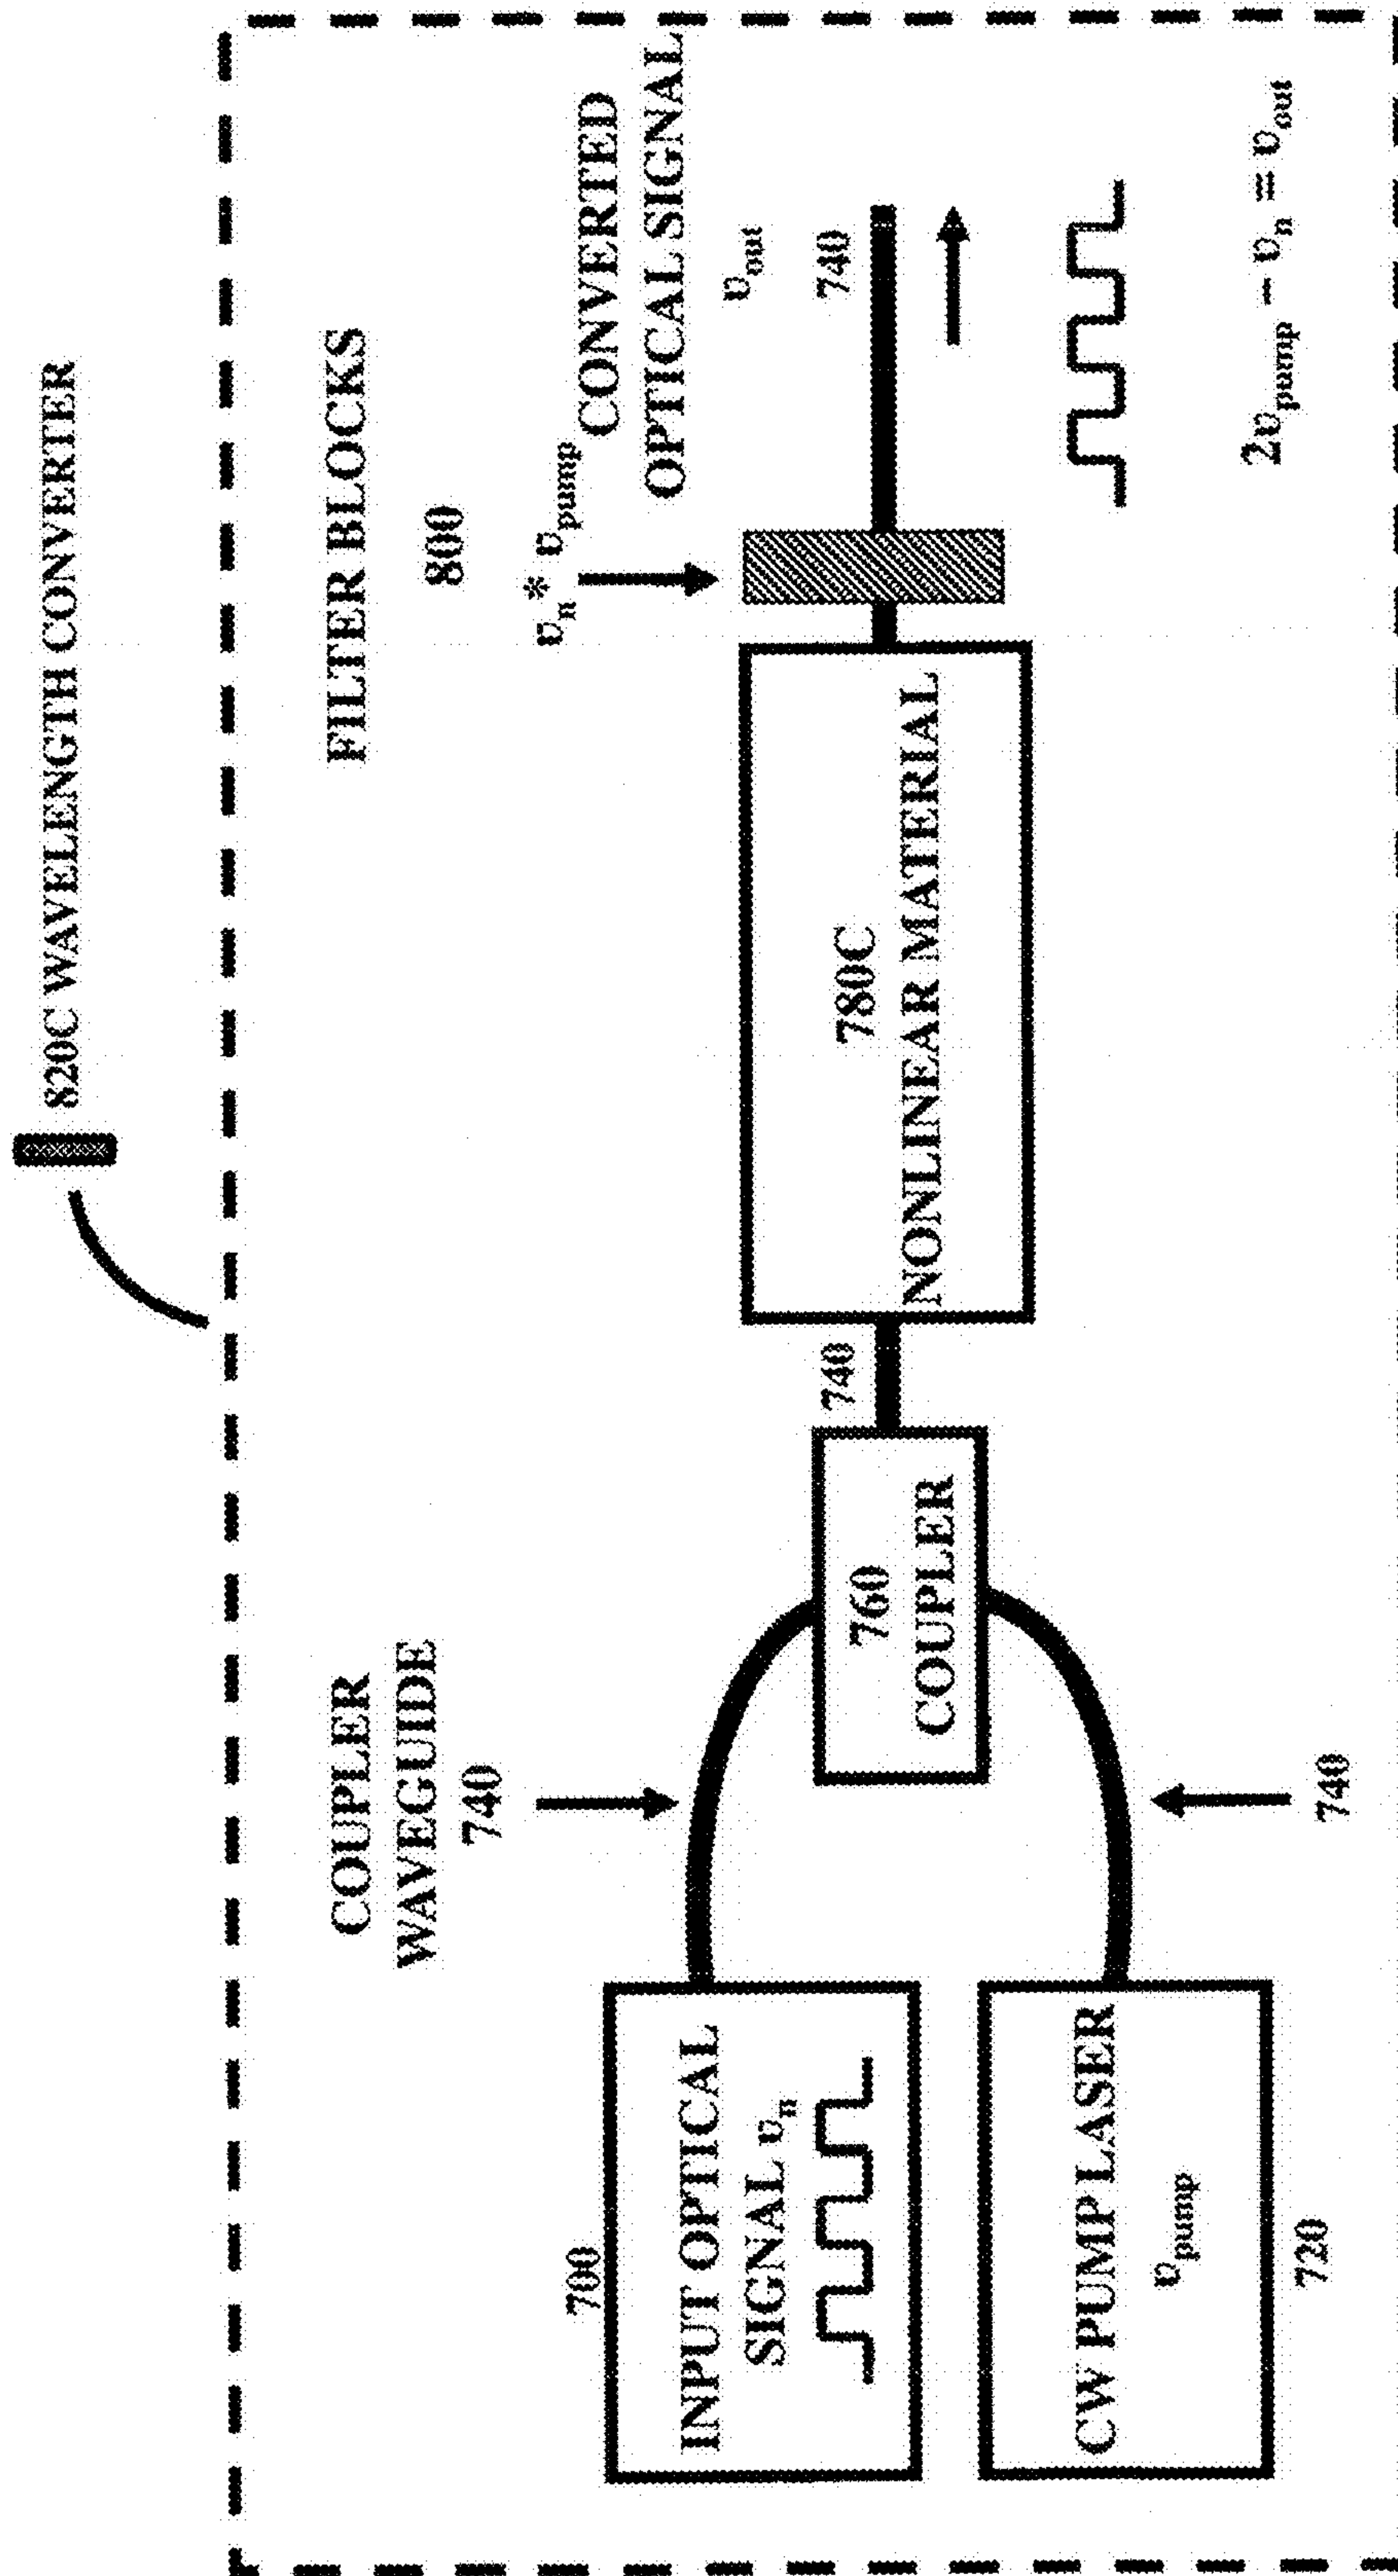 820C WAVELENGTH CONVERTER
COUPLER
WAVEGUIDE
740
FILTER BLOCKS
800
υn * υpump
CONVERTED
OPTICAL SIGNAL
υout
740
700
INPUT OPTICAL
SIGNAL υn
760
COUPLER
740
780C
NONLINEAR MATERIAL
CW PUMP LASER
υpump
720
740
2υpump − υn = υout